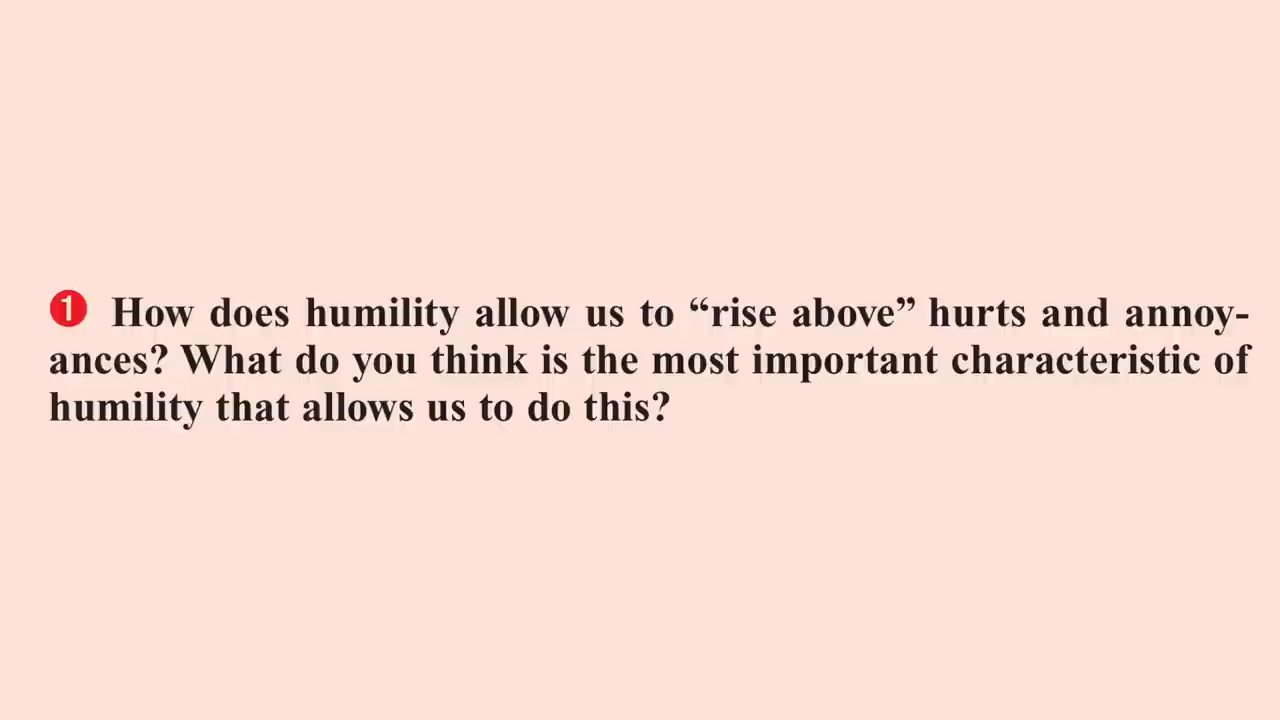 ❶ How does humility allow us to “rise above” hurts and annoy-
ances? What do you think is the most important characteristic of
humility that allows us to do this?